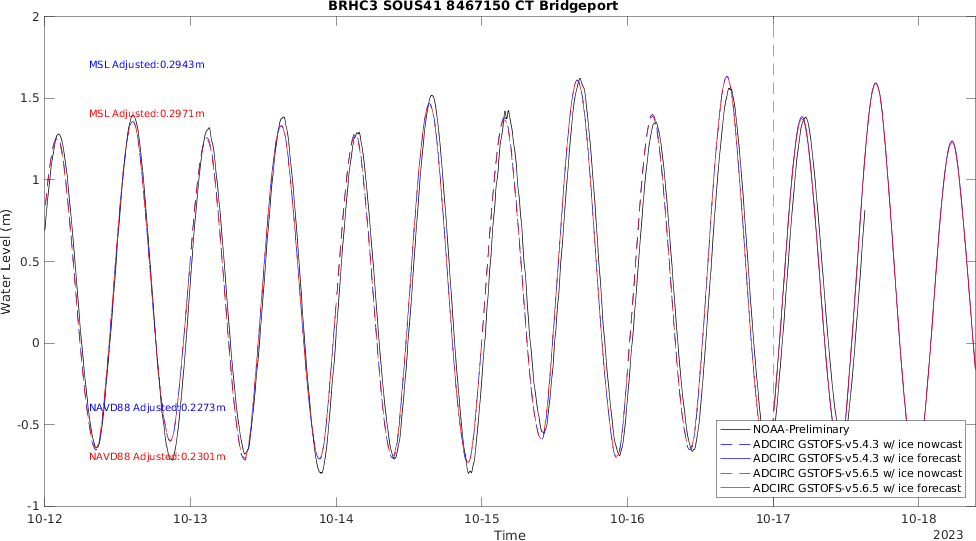 BRHC3 SOUS41 8467150 CT Bridgeport
2
1.5
1
0.5
0
-0.5
-1
Water Level (m)
MSL Adjusted:0.2943m
MSL Adjusted:0.2971m
NAVD88 Adjusted:0.2273m
NAVD88 Adjusted:0.2301m
NOAA-Preliminary
ADCIRC GSTOFS-v5.4.3 w/ ice nowcast
ADCIRC GSTOFS-v5.4.3 w/ ice forecast
ADCIRC GSTOFS-v5.6.5 w/ ice nowcast
ADCIRC GSTOFS-v5.6.5 w/ ice forecast
10-12 10-13 10-14 10-15 10-16 10-17 10-18
Time
2023